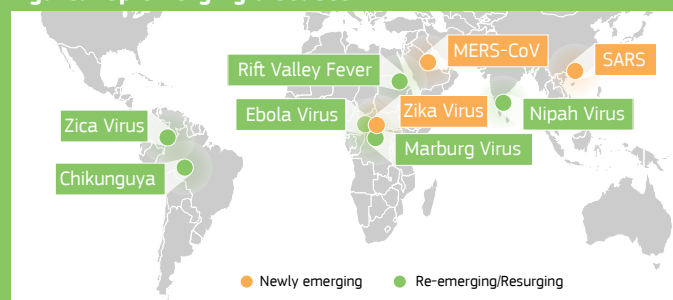 MERS-CoV
SARS
Rift Valley Fever
Ebola Virus
Zika Virus
Nipah Virus
Zica Virus
Marburg Virus
Chikunguya
Newly emerging
Re-emerging/Resurging